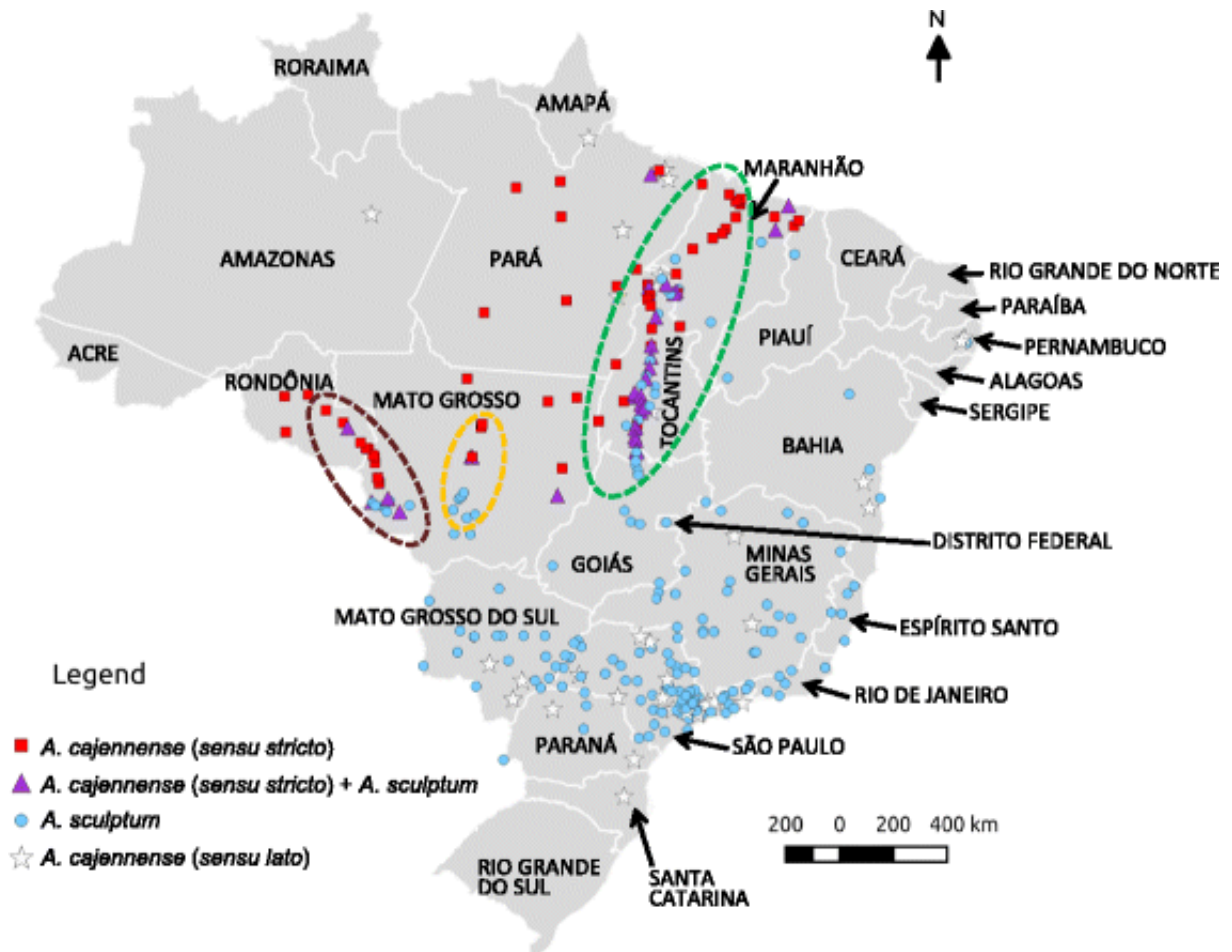 N
RORAIMA
AMAPÁ
MARANHÃO
AMAZONAS
PARÁ
CEARÁ
RIO GRANDE DO NORTE
PARAÍBA
ACRE
PIAUÍ
PERNAMBUCO
RONDÔNIA
ALAGOAS
MATO GROSSO
TOCANTINS
SERGIPE
BAHIA
DISTRITO FEDERAL
GOIÁS
MINAS
GERAIS
MATO GROSSO DO SUL
ESPÍRITO SANTO
Legend
RIO DE JANEIRO
A. cajennense (sensu stricto)
PARANÁ
SÃO PAULO
A. cajennense (sensu stricto) + A. sculptum
A. sculptum
200 0 200 400 km
A. cajennense (sensu lato)
RIO GRANDE
DO SUL
SANTA
CATARINA